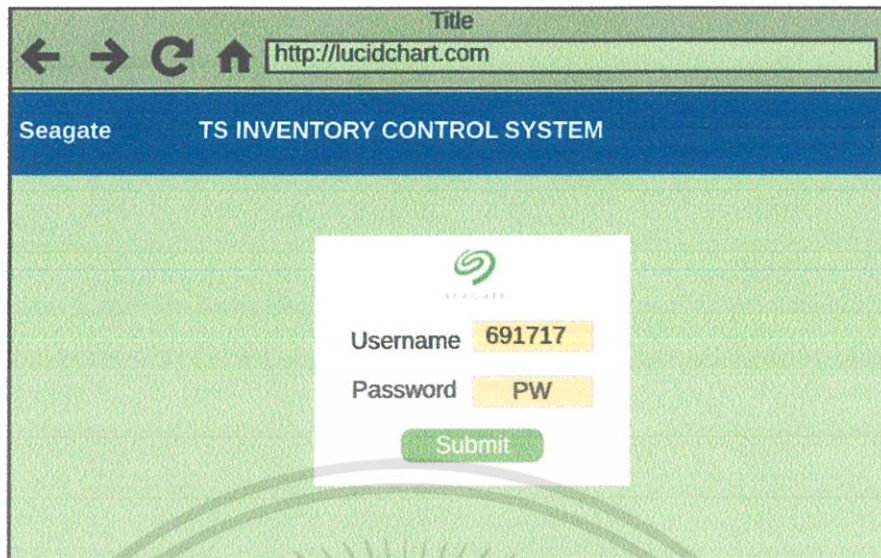 Title
http://lucidchart.com
Seagate TS INVENTORY CONTROL SYSTEM
SEAGATE
Username 691717
Password PW
Submit